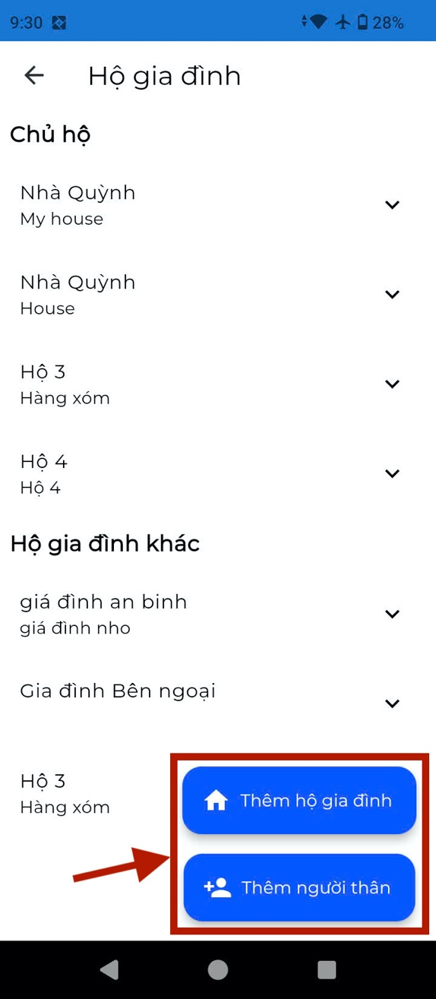 9:30
28%
Hộ gia đình
Chủ hộ
Nhà Quỳnh
My house
Nhà Quỳnh
House
Hộ 3
Hàng xóm
Hộ 4
Hộ 4
Hộ gia đình khác
giá đình an binh
giá đình nho
Gia đình Bên ngoại
Hộ 3
Hàng xóm
Thêm hộ gia đình
Thêm người thân